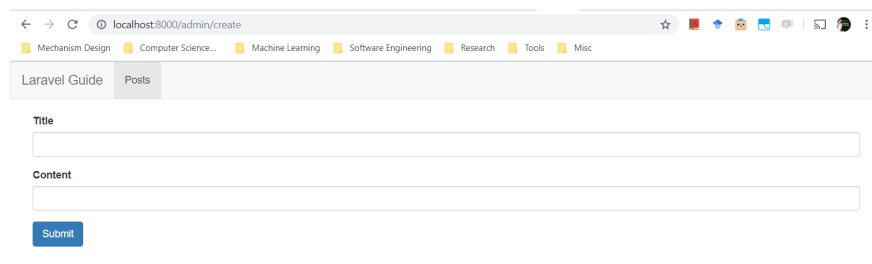 localhost:8000/admin/create
Mechanism Design Computer Science... Machine Learning Software Engineering Research Tools Misc
Laravel Guide Posts
Title
Content
Submit